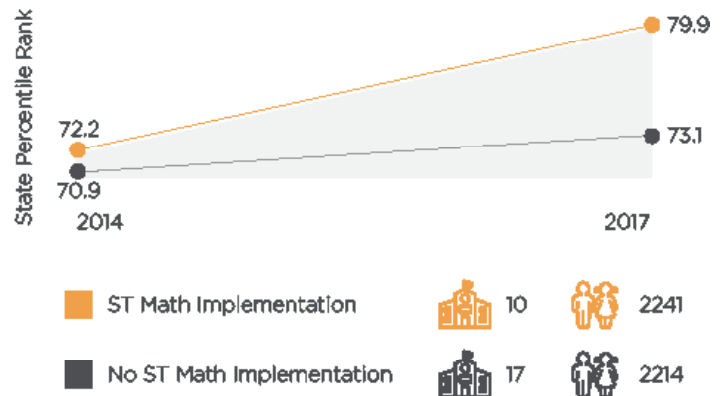 State Percentile Rank
79.9
72.2
73.1
70.9
2014
2017
ST Math Implementation 10 2241
No ST Math Implementation 17 2214